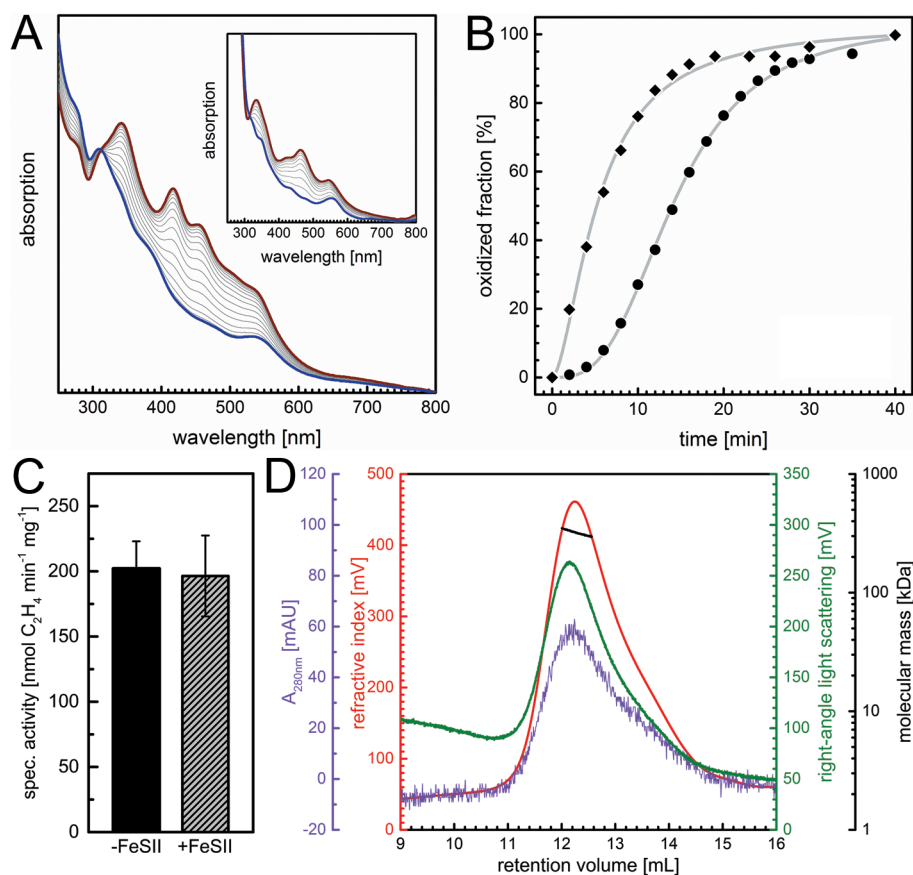 A
absorption
300 400 500 600 700 800
wavelength [nm]
absorption
300 400 500 600 700 800
wavelength [nm]
B
oxidized fraction [%]
100
80
60
40
20
0
0 10 20 30 40
time [min]
C
spec. activity [nmol C₂H₄ min⁻¹ mg⁻¹]
250
200
150
100
50
0
-FeSII +FeSII
D
A₂₈₀nm [mAU]
120
100
80
60
40
20
0
-20
refractive index [mV]
500
400
300
200
100
0
9 10 11 12 13 14 15 16
retention volume [mL]
350
300
250
200
150
100
50
0
right-angle light scattering [mV]
1000
100
10
1
molecular mass [kDa]